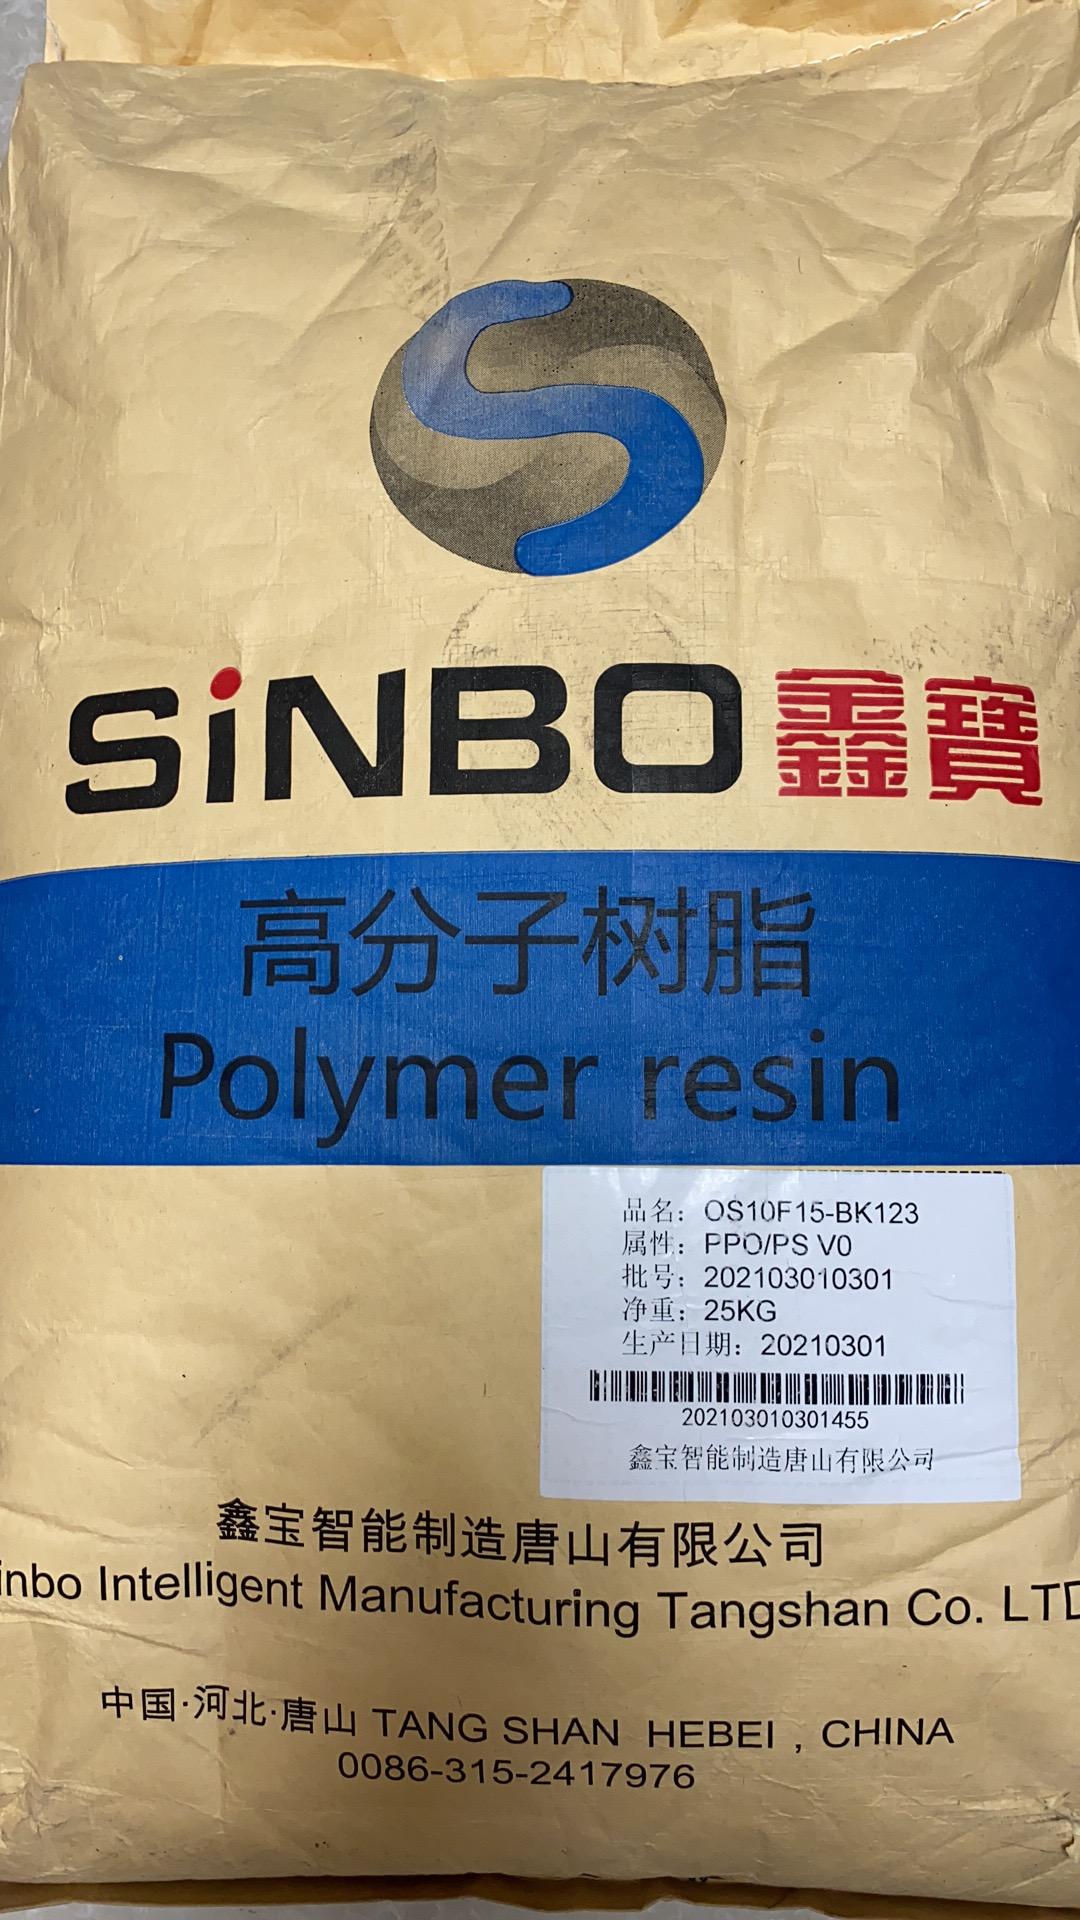 SiNBO 鑫寶
高分子树脂
Polymer resin
品名：OS10F15-BK123
属性：PPO/PS V0
批号：202103010301
净重：25KG
生产日期：20210301
202103010301455
鑫宝智能制造唐山有限公司
鑫宝智能制造唐山有限公司
inbo Intelligent Manufacturing Tangshan Co. LTD
中国·河北·唐山 TANG SHAN HEBEI , CHINA
0086-315-2417976